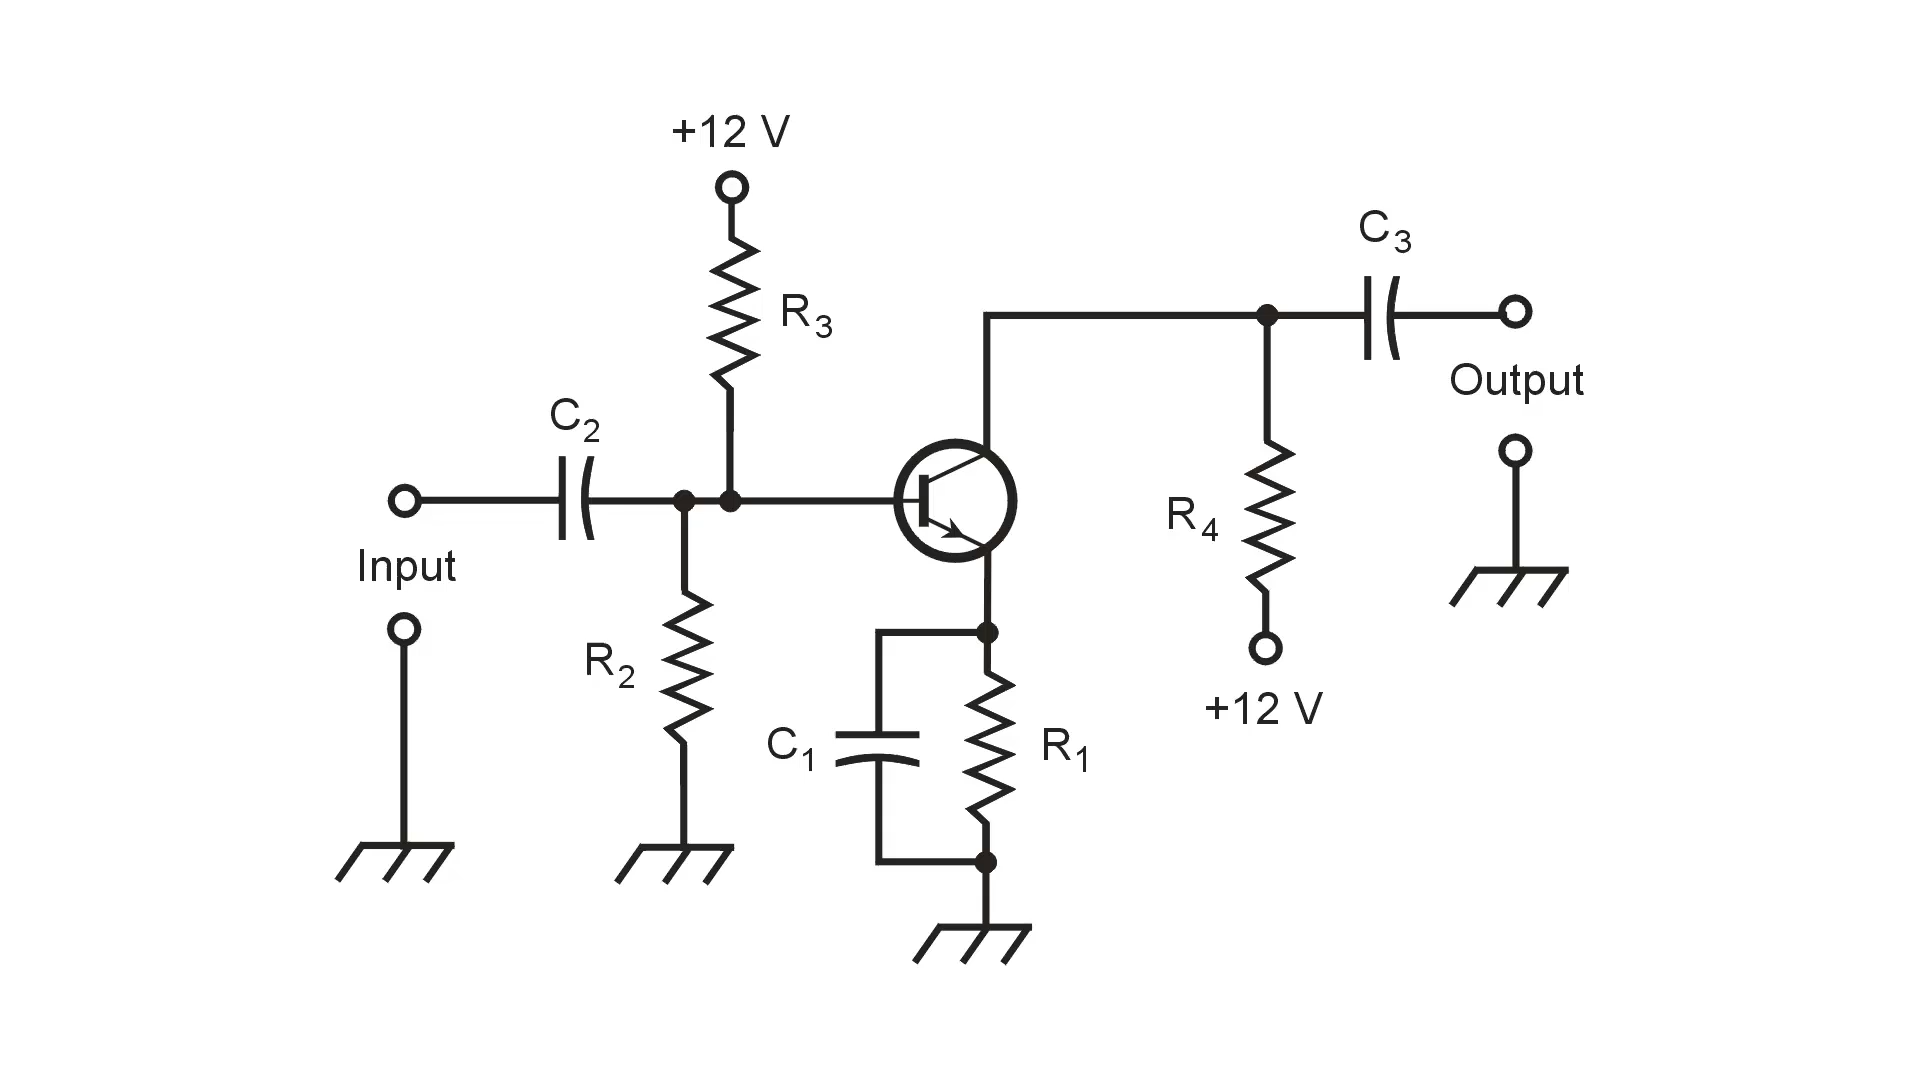 +12 V
C3
R3
Output
C2
R4
Input
R2
+12 V
C1
R1